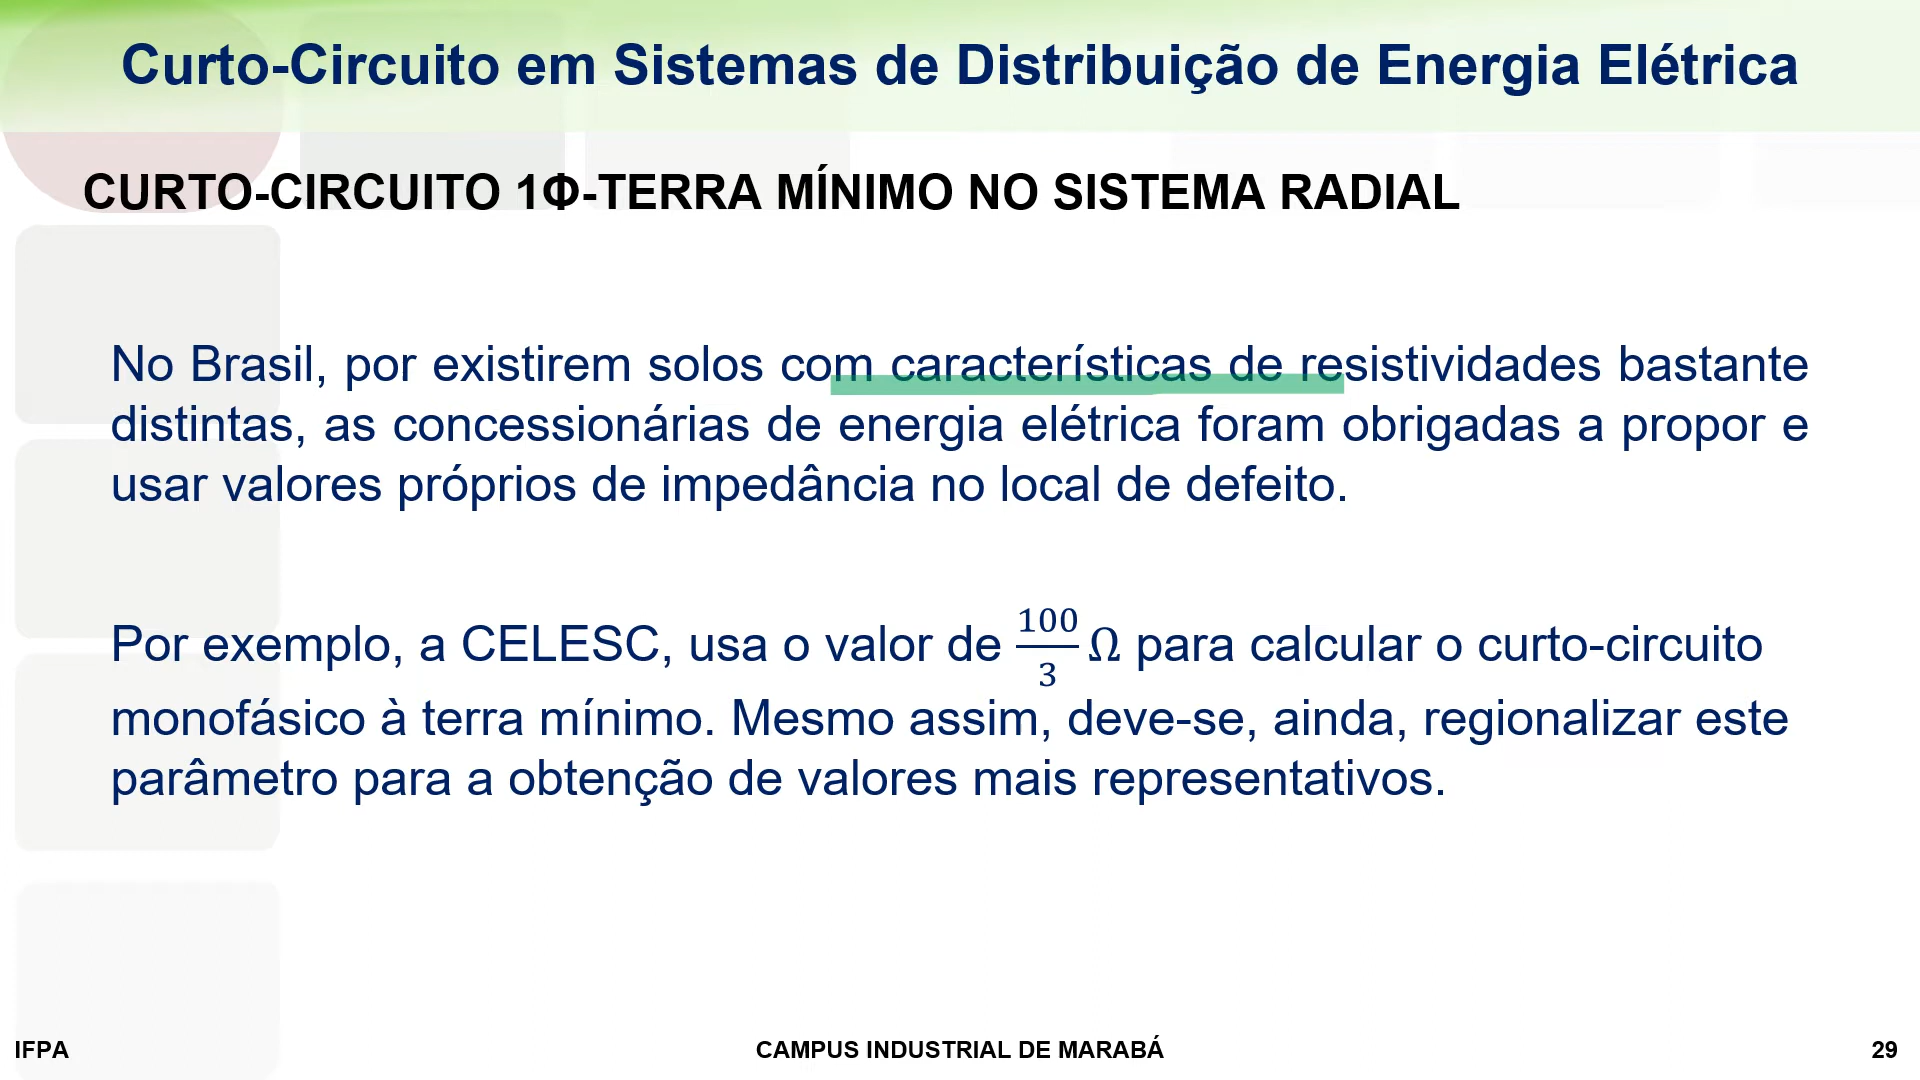 Curto-Circuito em Sistemas de Distribuição de Energia Elétrica
CURTO-CIRCUITO 1Φ-TERRA MÍNIMO NO SISTEMA RADIAL
No Brasil, por existirem solos com características de resistividades bastante
distintas, as concessionárias de energia elétrica foram obrigadas a propor e
usar valores próprios de impedância no local de defeito.
Por exemplo, a CELESC, usa o valor de 100/3 Ω para calcular o curto-circuito
monofásico à terra mínimo. Mesmo assim, deve-se, ainda, regionalizar este
parâmetro para a obtenção de valores mais representativos.
IFPA
CAMPUS INDUSTRIAL DE MARABÁ
29